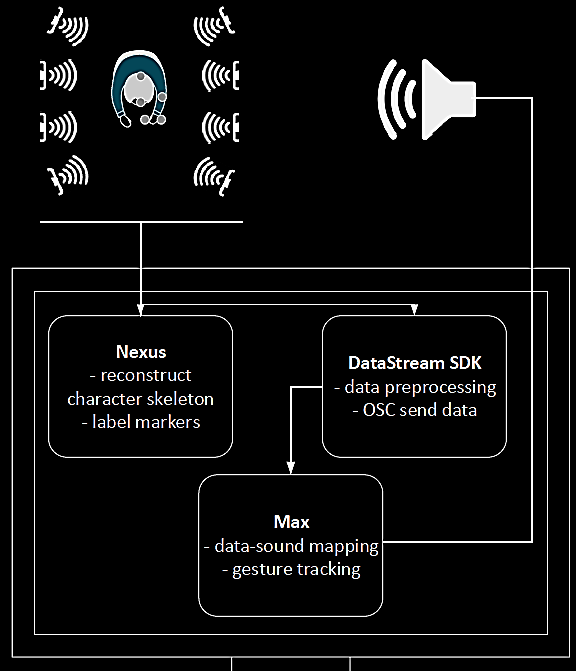 Nexus
- reconstruct
character skeleton
- label markers
DataStream SDK
- data preprocessing
- OSC send data
Max
- data-sound mapping
- gesture tracking